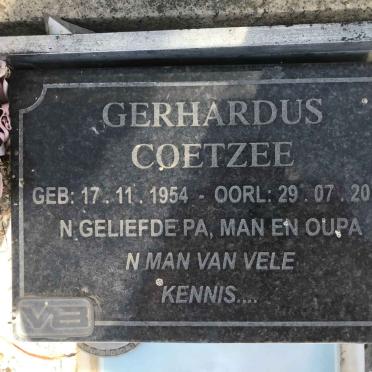 GERHARDUS
COETZEE
GEB: 17.11.1954 - OORL: 29.07.20
N GELIEFDE PA, MAN EN OUPA
N MAN VAN VELE
KENNIS....
VB